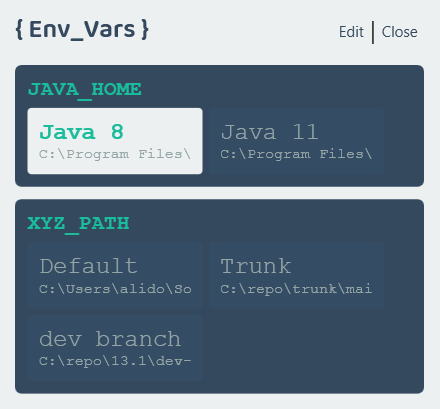 { Env_Vars }
Edit | Close
JAVA_HOME
Java 8 Java 11
C:\Program Files\ C:\Program Files\
XYZ_PATH
Default Trunk
C:\Users\alido\So C:\repo\trunk\mai
dev branch
C:\repo\13.1\dev-